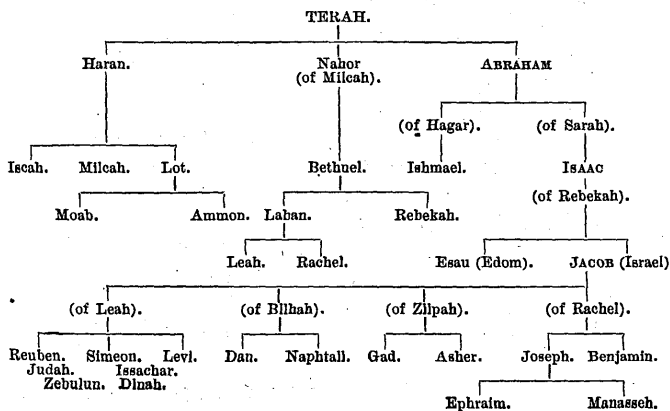 TERAH.
Haran. Nahor ABRAHAM
(of Milcah).
(of Hagar). (of Sarah).
Iscah. Milcah. Lot. Bethuel. Ishmael. ISAAC
(of Rebekah).
Moab. Ammon. Laban. Rebekah.
Leah. Rachel. Esau (Edom). JACOB (Israel)
(of Leah). (of Bilhah). (of Zilpah). (of Rachel).
Reuben. Simeon. Levi. Dan. Naphtali. Gad. Asher. Joseph. Benjamin.
Judah. Issachar.
Zebulun. Dinah.
Ephraim. Manasseh.